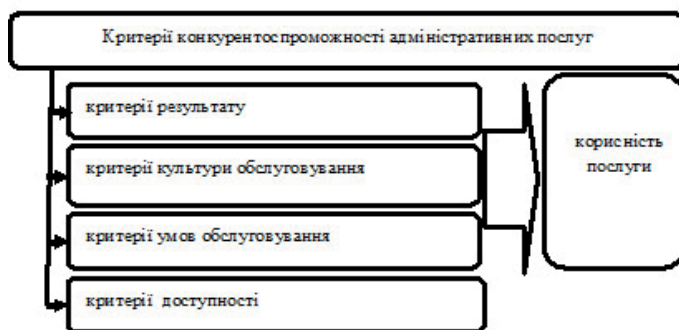 Критерії конкурентоспроможності адміністративних послуг
критерії результату
критерії культури обслуговування
критерії умов обслуговування
критерії доступності
корисність
послуги